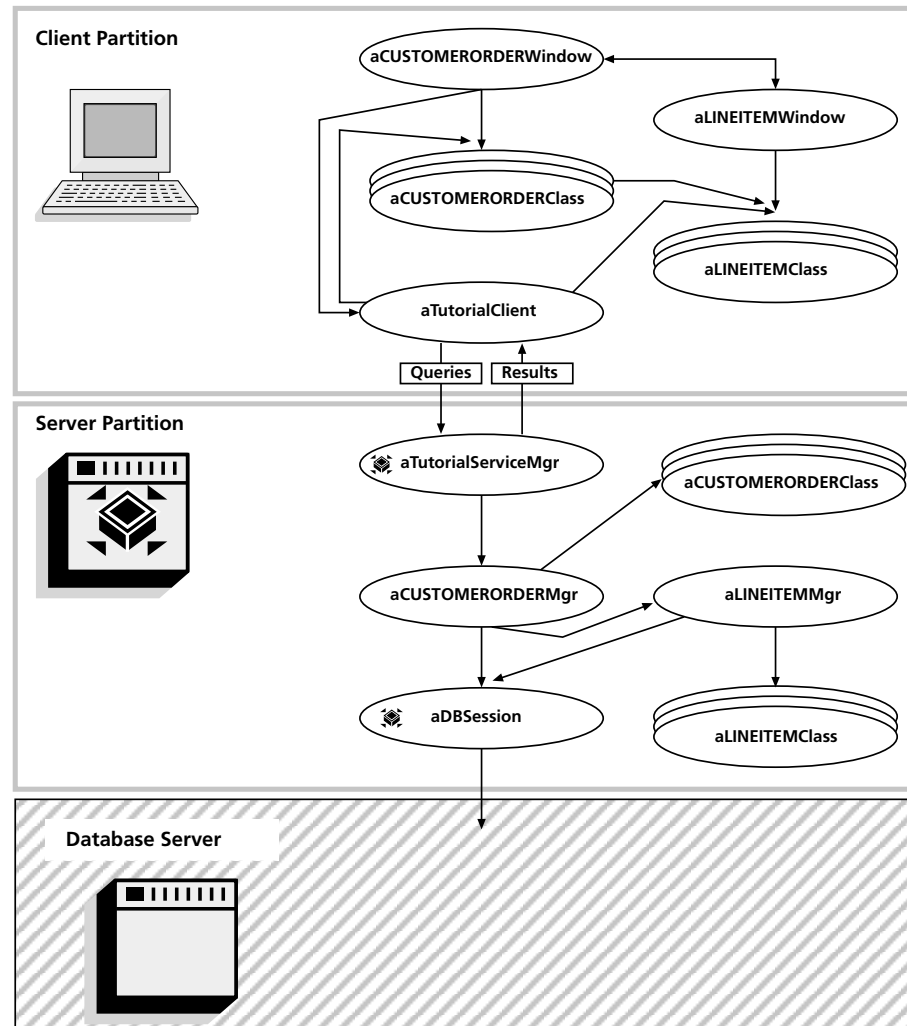 Client Partition
aCUSTOMERORDERWindow
aLINEITEMWindow
aCUSTOMERORDERClass
aLINEITEMClass
aTutorialClient
Queries
Results
Server Partition
aTutorialServiceMgr
aCUSTOMERORDERClass
aCUSTOMERORDERMgr
aLINEITEMMgr
aDBSession
aLINEITEMClass
Database Server